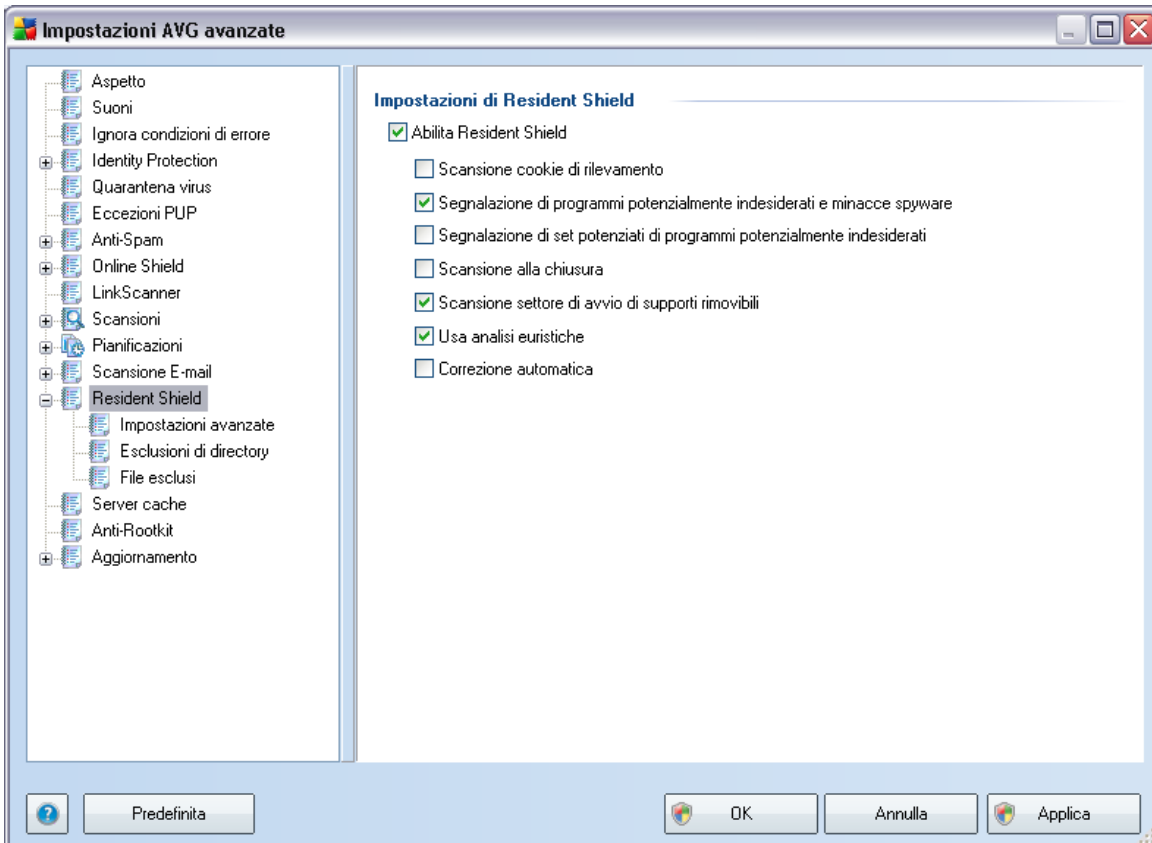 Impostazioni AVG avanzate
Aspetto
Suoni
Ignora condizioni di errore
Identity Protection
Quarantena virus
Eccezioni PUP
Anti-Spam
Online Shield
LinkScanner
Scansioni
Pianificazioni
Scansione E-mail
Resident Shield
Impostazioni avanzate
Esclusioni di directory
File esclusi
Server cache
Anti-Rootkit
Aggiornamento
Impostazioni di Resident Shield
Abilita Resident Shield
Scansione cookie di rilevamento
Segnalazione di programmi potenzialmente indesiderati e minacce spyware
Segnalazione di set potenziati di programmi potenzialmente indesiderati
Scansione alla chiusura
Scansione settore di avvio di supporti rimovibili
Usa analisi euristiche
Correzione automatica
?
Predefinita
OK
Annulla
Applica